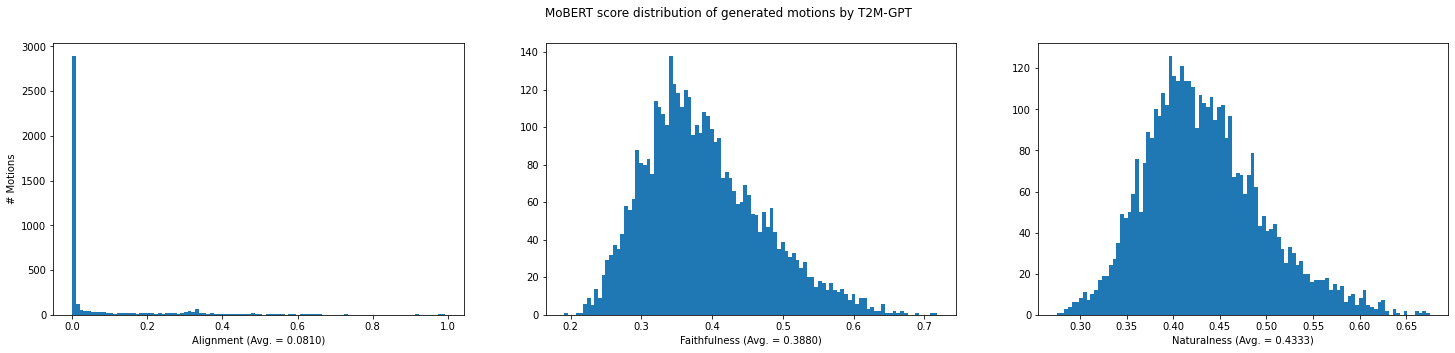 MoBERT score distribution of generated motions by T2M-GPT
# Motions
3000
2500
2000
1500
1000
500
0
0.0 0.2 0.4 0.6 0.8 1.0
Alignment (Avg. = 0.0810)
140
120
100
80
60
40
20
0
0.2 0.3 0.4 0.5 0.6 0.7
Faithfulness (Avg. = 0.3880)
120
100
80
60
40
20
0
0.30 0.35 0.40 0.45 0.50 0.55 0.60 0.65
Naturalness (Avg. = 0.4333)